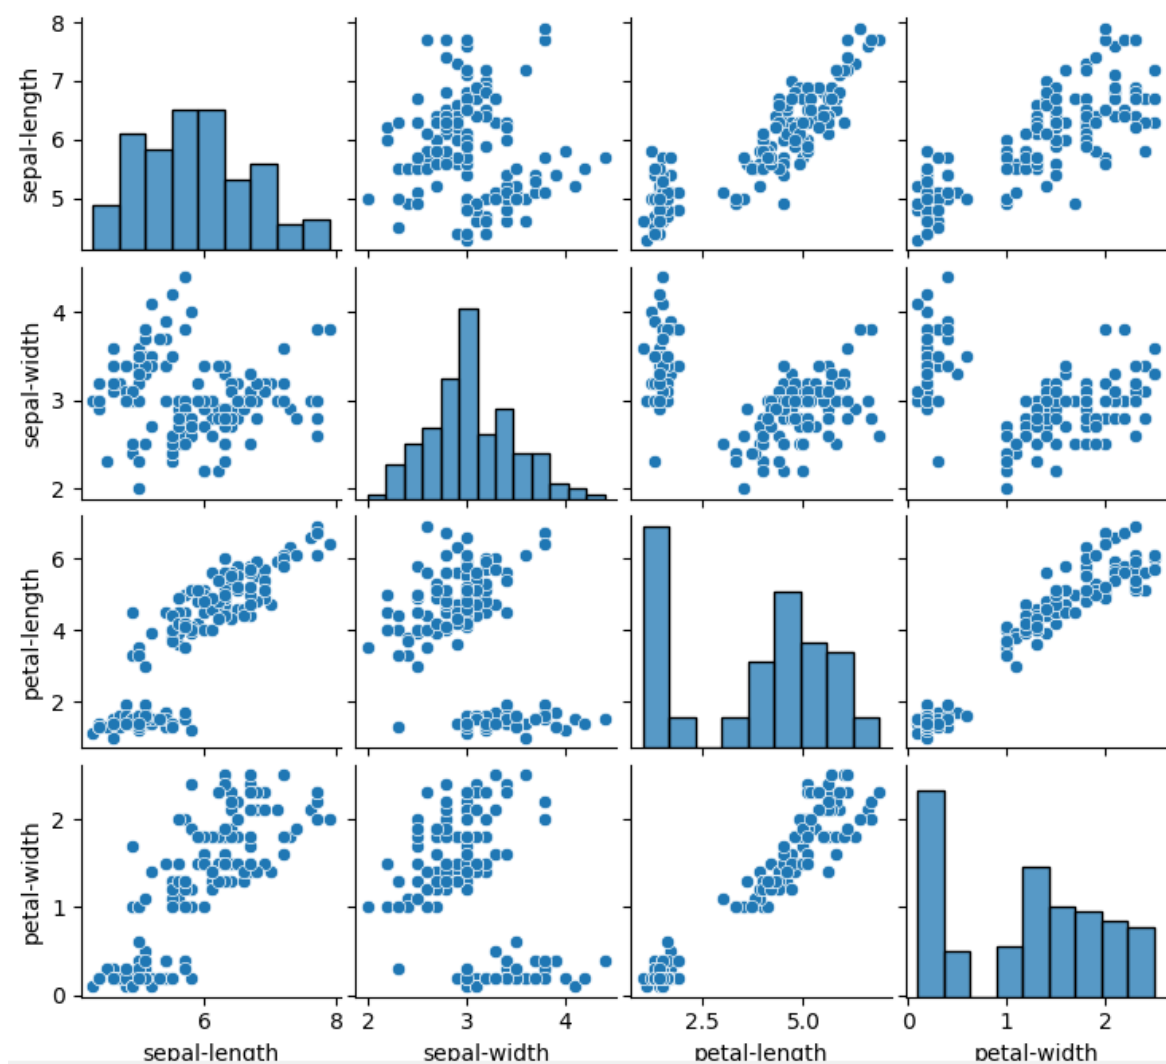 8
7
6
5
sepal-length
4
3
2
sepal-width
6
4
2
petal-length
2
1
0
petal-width
6 8
2 3 4
2.5 5.0
0 1 2
sepal-length sepal-width petal-length petal-width